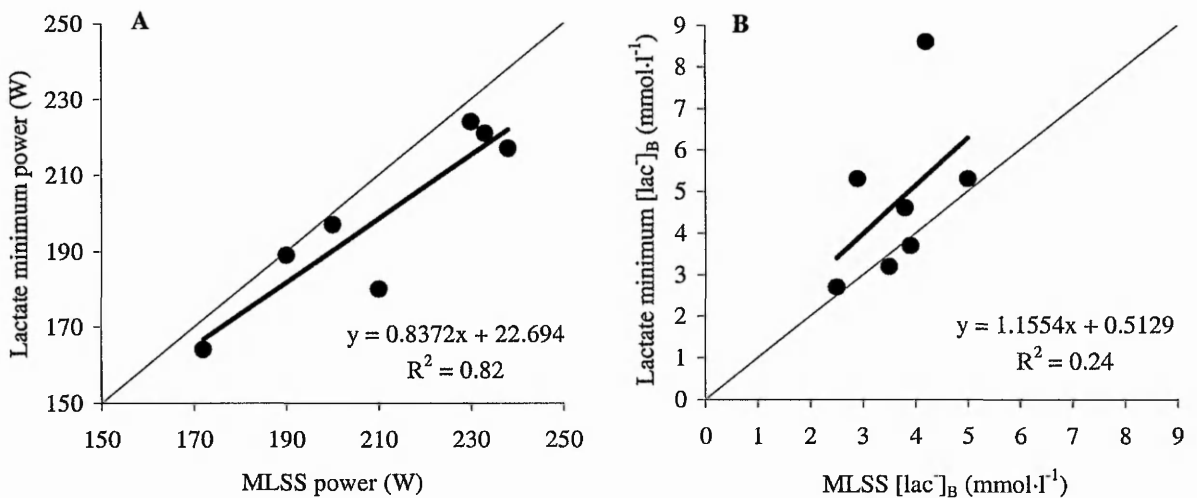 A
Lactate minimum power (W)
250
230
210
190
170
150
y = 0.8372x + 22.694
R² = 0.82
150 170 190 210 230 250
MLSS power (W)
B
Lactate minimum [lac⁻]B (mmol·l⁻¹)
9
8
7
6
5
4
3
2
1
0
y = 1.1554x + 0.5129
R² = 0.24
0 1 2 3 4 5 6 7 8 9
MLSS [lac⁻]B (mmol·l⁻¹)